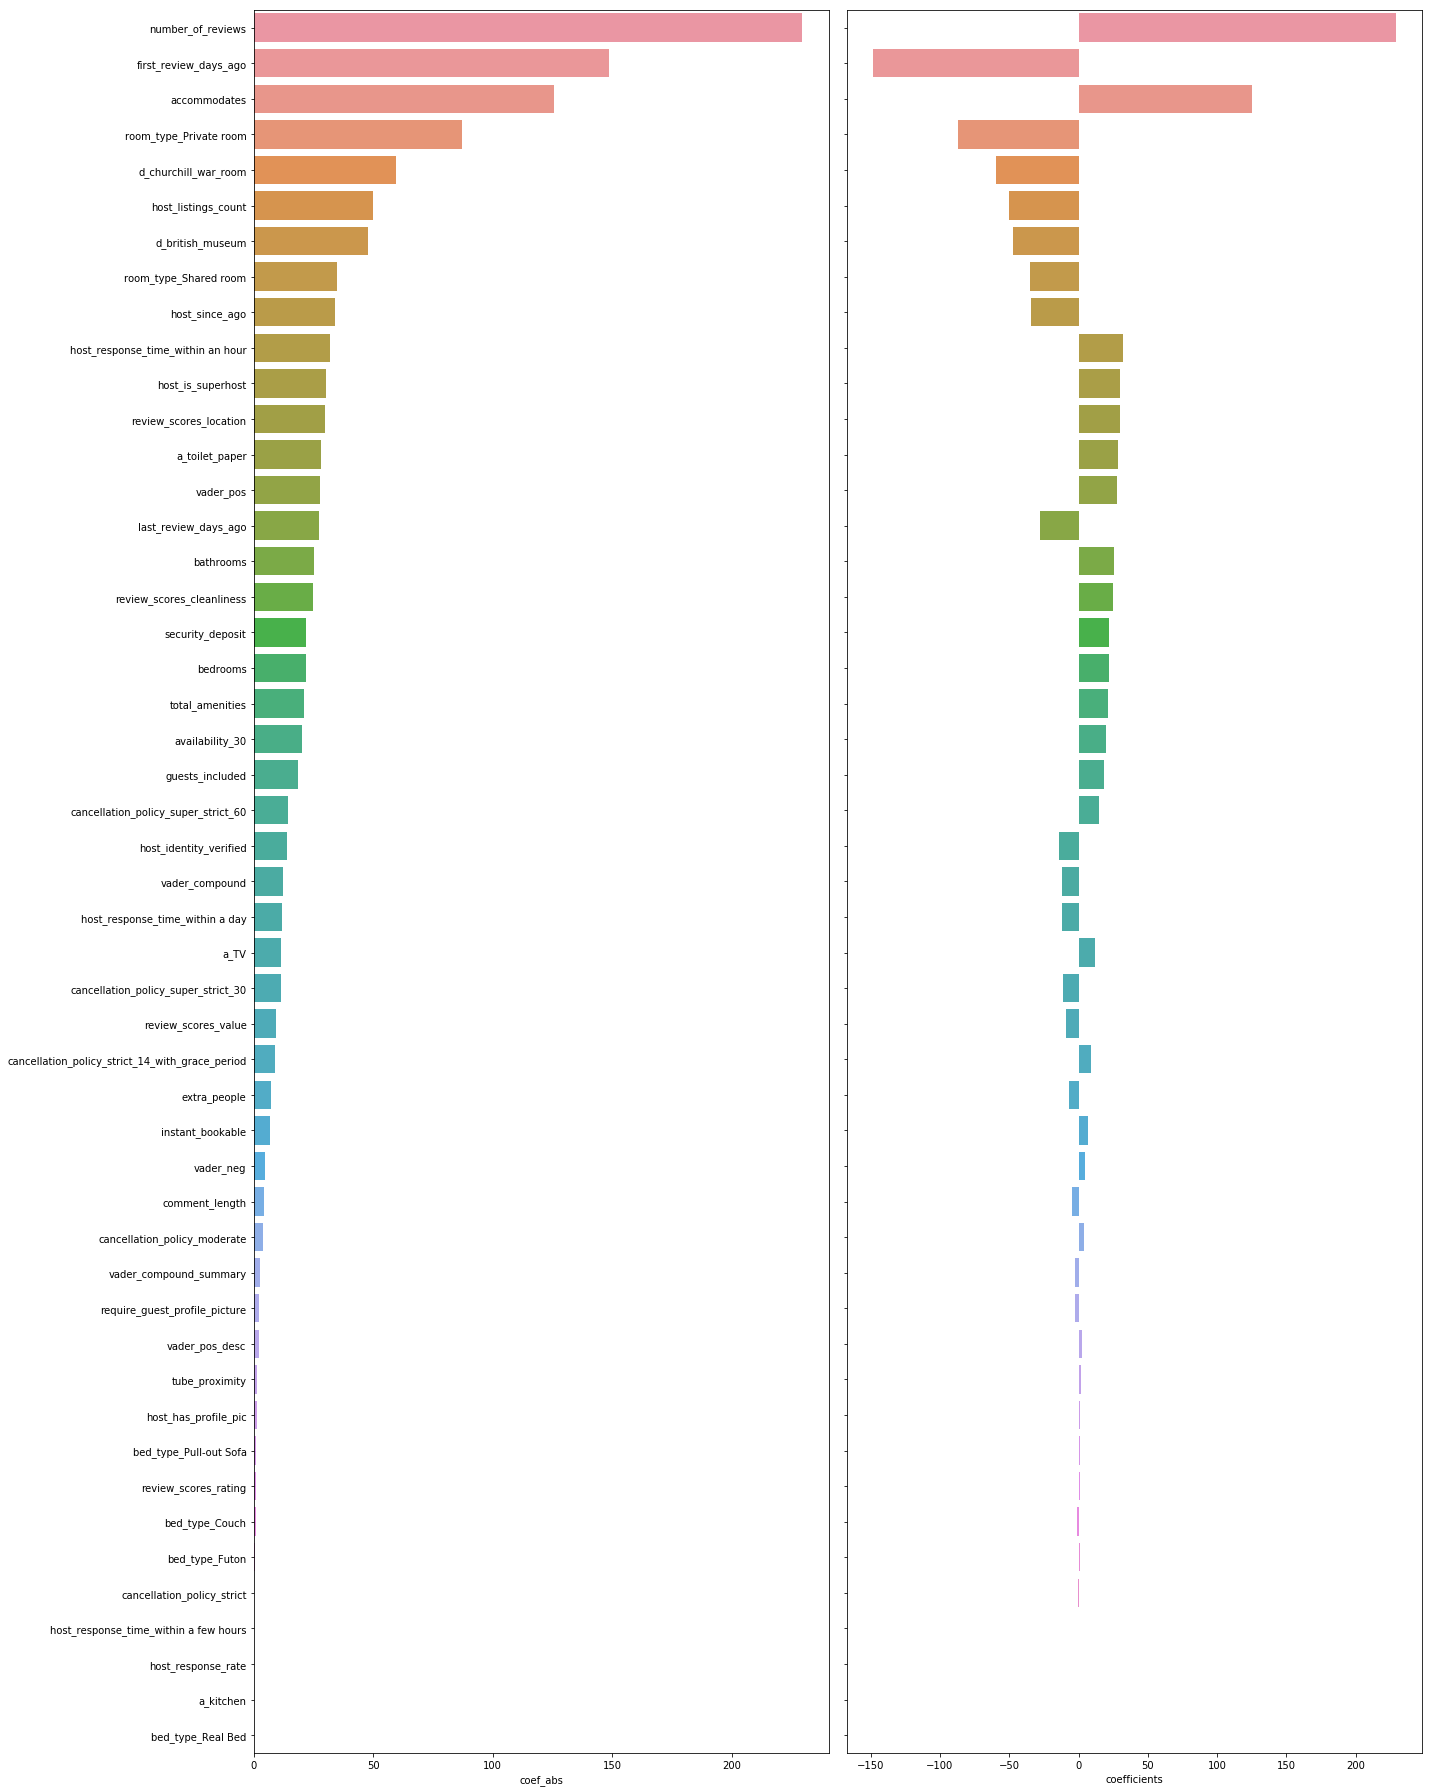 number_of_reviews
first_review_days_ago
accommodates
room_type_Private room
d_churchill_war_room
host_listings_count
d_british_museum
room_type_Shared room
host_since_ago
host_response_time_within an hour
host_is_superhost
review_scores_location
a_toilet_paper
vader_pos
last_review_days_ago
bathrooms
review_scores_cleanliness
security_deposit
bedrooms
total_amenities
availability_30
guests_included
cancellation_policy_super_strict_60
host_identity_verified
vader_compound
host_response_time_within a day
a_TV
cancellation_policy_super_strict_30
review_scores_value
cancellation_policy_strict_14_with_grace_period
extra_people
instant_bookable
vader_neg
comment_length
cancellation_policy_moderate
vader_compound_summary
require_guest_profile_picture
vader_pos_desc
tube_proximity
host_has_profile_pic
bed_type_Pull-out Sofa
review_scores_rating
bed_type_Couch
bed_type_Futon
cancellation_policy_strict
host_response_time_within a few hours
host_response_rate
a_kitchen
bed_type_Real Bed
0 50 100 150 200
coef_abs
−150 −100 −50 0 50 100 150 200
coefficients